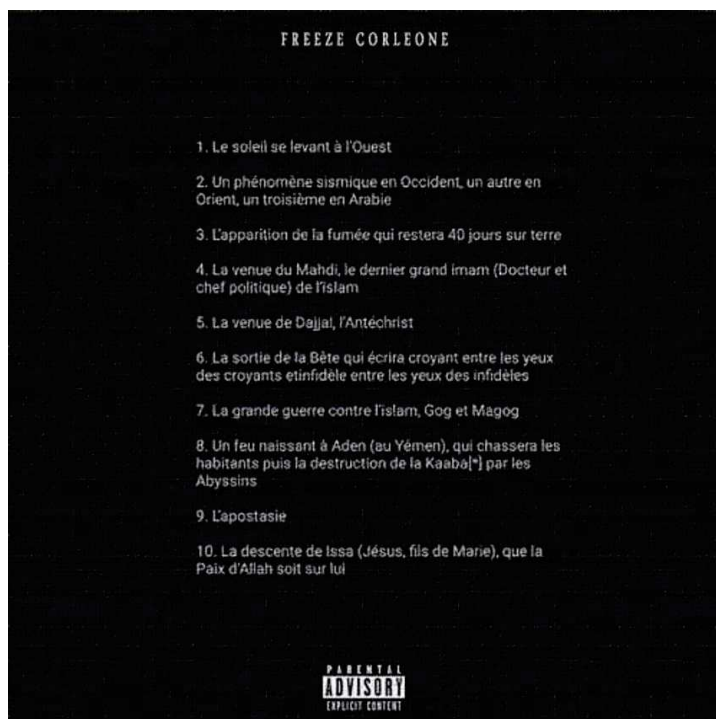 FREEZE CORLEONE
1. Le soleil se levant à l'Ouest
2. Un phénomène sismique en Occident, un autre en
Orient, un troisième en Arabie
3. L'apparition de la fumée qui restera 40 jours sur terre
4. La venue du Mahdi, le dernier grand imam (Docteur et
chef politique) de l'islam
5. La venue de Dajjal, l'Antéchrist
6. La sortie de la Bête qui écrira croyant entre les yeux
des croyants etinfidèle entre les yeux des infidèles
7. La grande guerre contre l'islam, Gog et Magog
8. Un feu naissant à Aden (au Yémen), qui chassera les
habitants puis la destruction de la Kaaba[*] par les
Abyssins
9. L'apostasie
10. La descente de Issa (Jésus, fils de Marie), que la
Paix d'Allah soit sur lui
PARENTAL
ADVISORY
EXPLICIT CONTENT